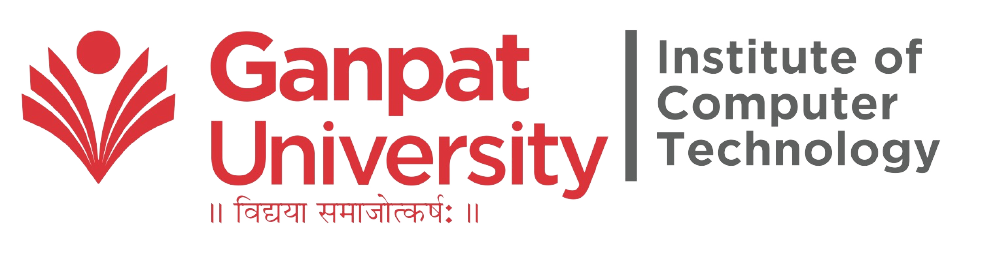 Ganpat
University
॥ विद्यया समाजोत्कर्षः ॥
Institute of
Computer
Technology